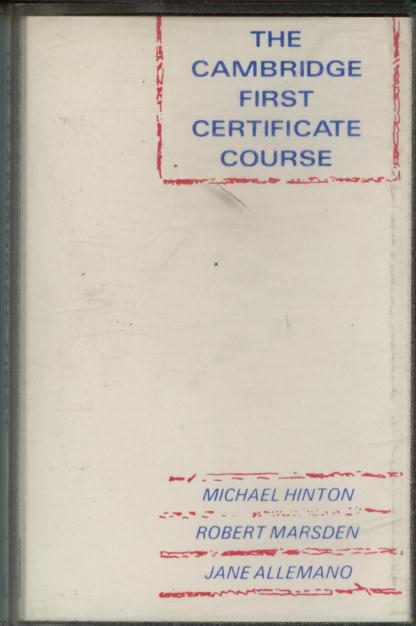 THE
CAMBRIDGE
FIRST
CERTIFICATE
COURSE
MICHAEL HINTON
ROBERT MARSDEN
JANE ALLEMANO